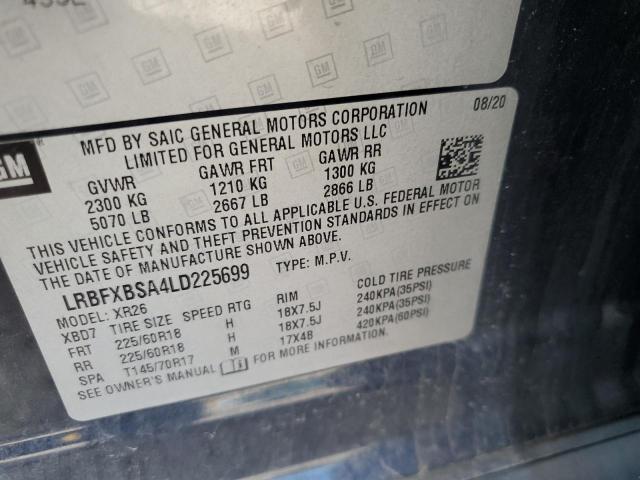 GM
08/20
MFD BY SAIC GENERAL MOTORS CORPORATION
LIMITED FOR GENERAL MOTORS LLC
GVWR GAWR FRT GAWR RR
2300 KG 1210 KG 1300 KG
5070 LB 2667 LB 2866 LB
THIS VEHICLE CONFORMS TO ALL APPLICABLE U.S. FEDERAL MOTOR
VEHICLE SAFETY AND THEFT PREVENTION STANDARDS IN EFFECT ON
THE DATE OF MANUFACTURE SHOWN ABOVE.
LRBFXBSA4LD225699 TYPE: M.P.V.
MODEL: XR26
XBD7 TIRE SIZE SPEED RTG RIM COLD TIRE PRESSURE
FRT 225/60R18 H 18X7.5J 240KPA(35PSI)
RR 225/60R18 H 18X7.5J 240KPA(35PSI)
SPA T145/70R17 M 17X4B 420KPA(60PSI)
SEE OWNER'S MANUAL FOR MORE INFORMATION.